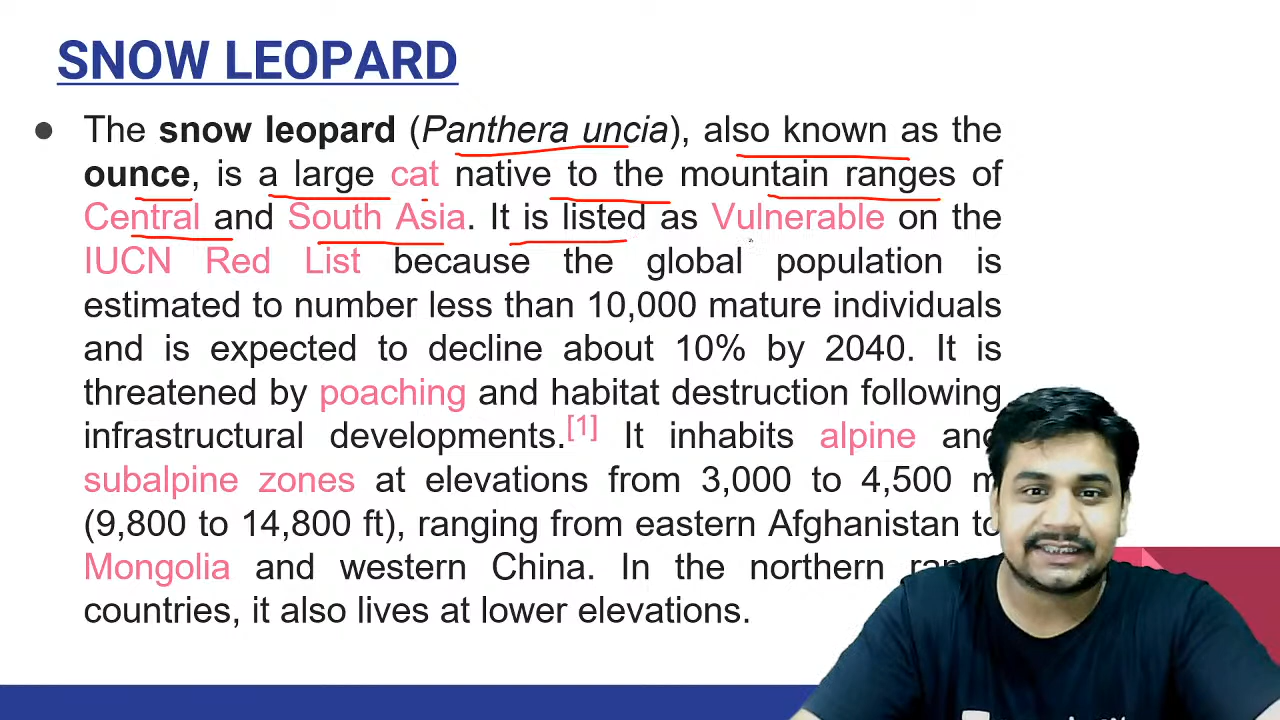 SNOW LEOPARD
● The snow leopard (Panthera uncia), also known as the
ounce, is a large cat native to the mountain ranges of
Central and South Asia. It is listed as Vulnerable on the
IUCN Red List because the global population is
estimated to number less than 10,000 mature individuals
and is expected to decline about 10% by 2040. It is
threatened by poaching and habitat destruction following
infrastructural developments.[1] It inhabits alpine and
subalpine zones at elevations from 3,000 to 4,500 m
(9,800 to 14,800 ft), ranging from eastern Afghanistan to
Mongolia and western China. In the northern
countries, it also lives at lower elevations.